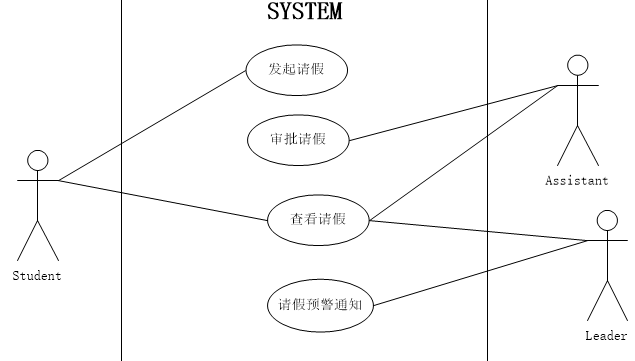 SYSTEM
发起请假
审批请假
Assistant
查看请假
Student
请假预警通知
Leader